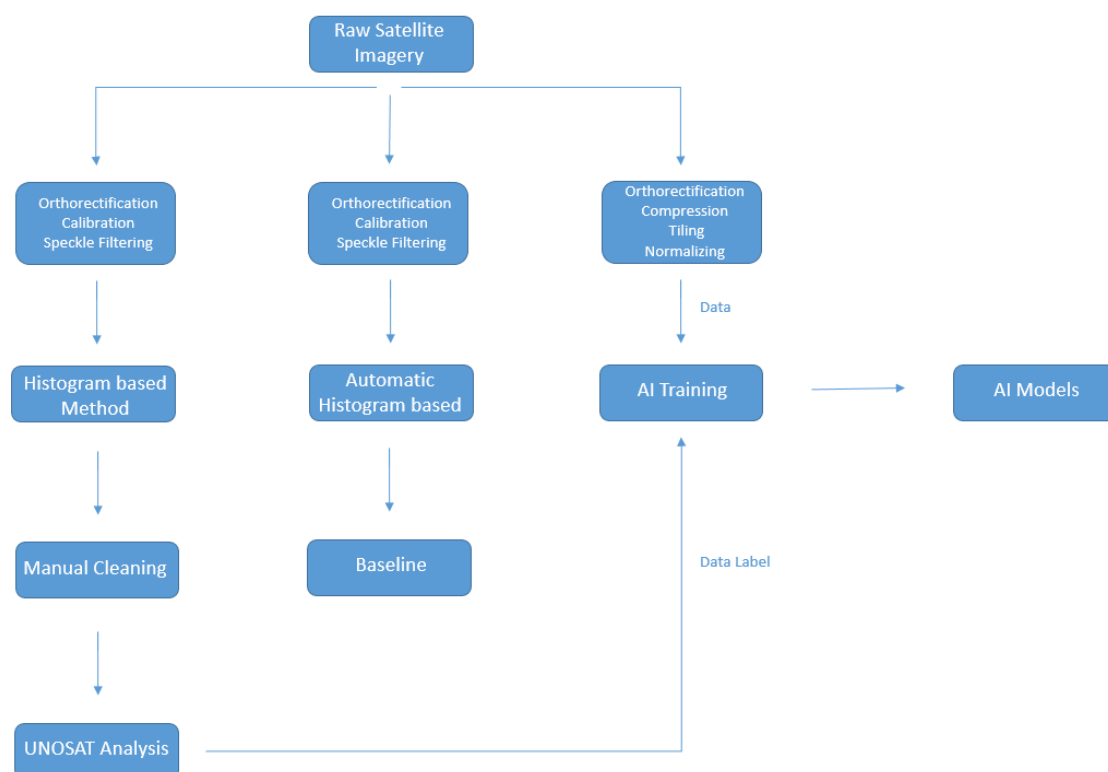 Raw Satellite
Imagery
Orthorectification
Calibration
Speckle Filtering
Orthorectification
Calibration
Speckle Filtering
Orthorectification
Compression
Tiling
Normalizing
Data
Histogram based
Method
Automatic
Histogram based
AI Training
AI Models
Manual Cleaning
Baseline
Data Label
UNOSAT Analysis